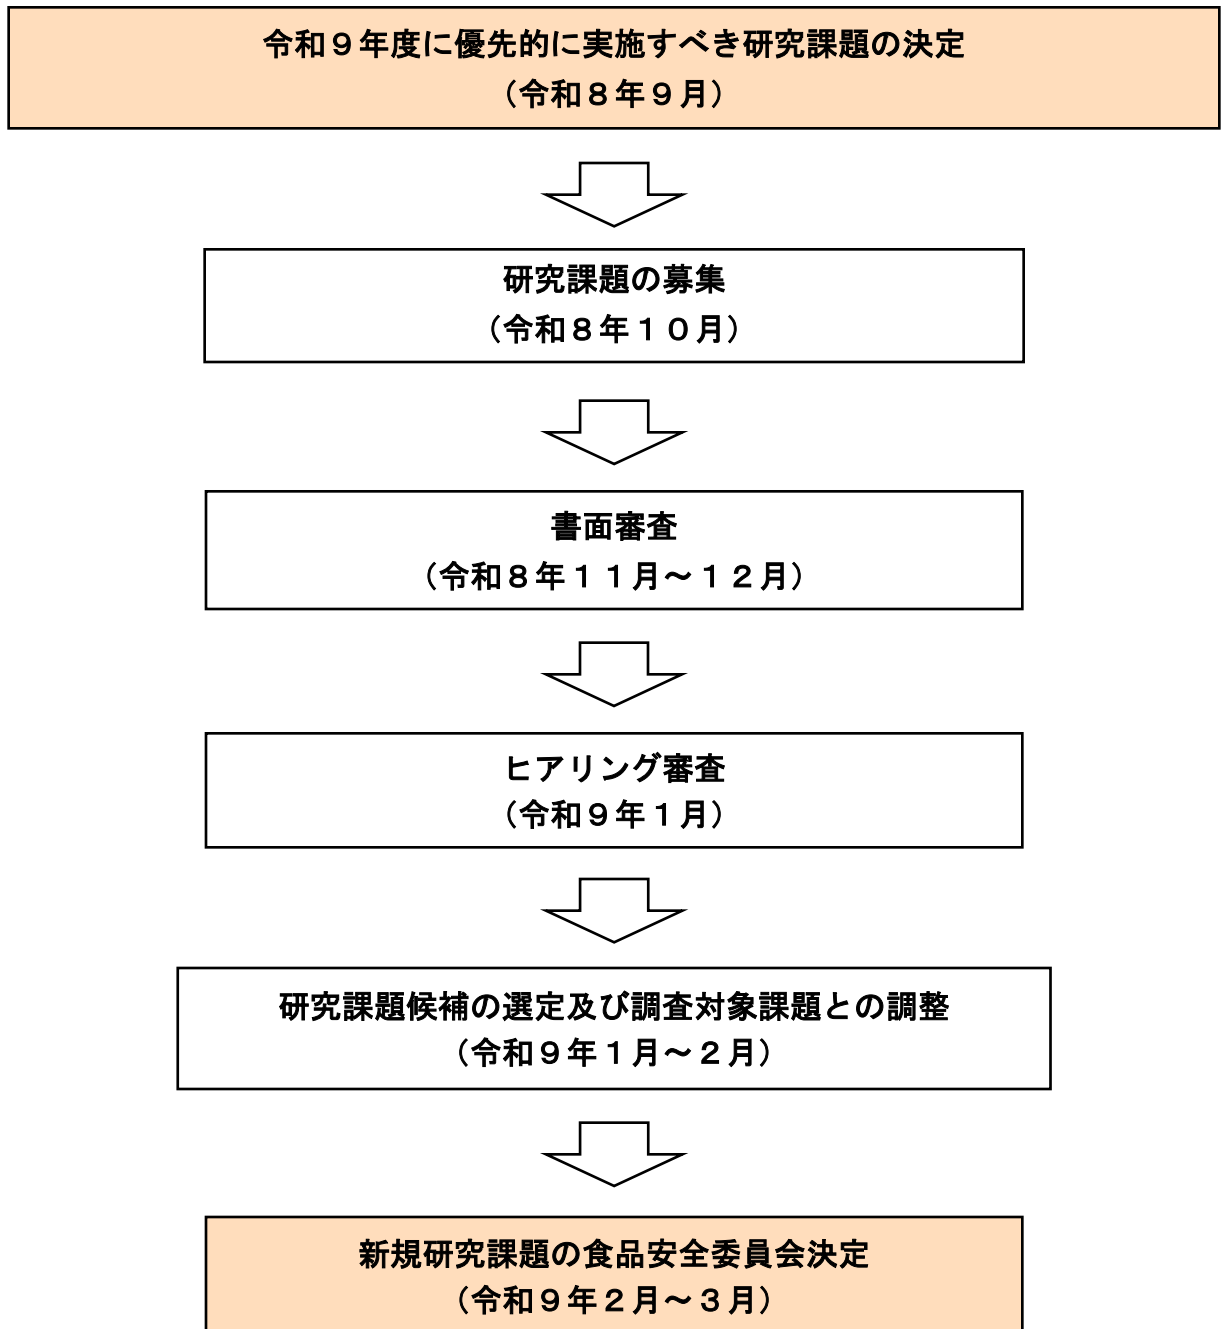 令和９年度に優先的に実施すべき研究課題の決定
（令和８年９月）
研究課題の募集
（令和８年１０月）
書面審査
（令和８年１１月～１２月）
ヒアリング審査
（令和９年１月）
研究課題候補の選定及び調査対象課題との調整
（令和９年１月～２月）
新規研究課題の食品安全委員会決定
（令和９年２月～３月）